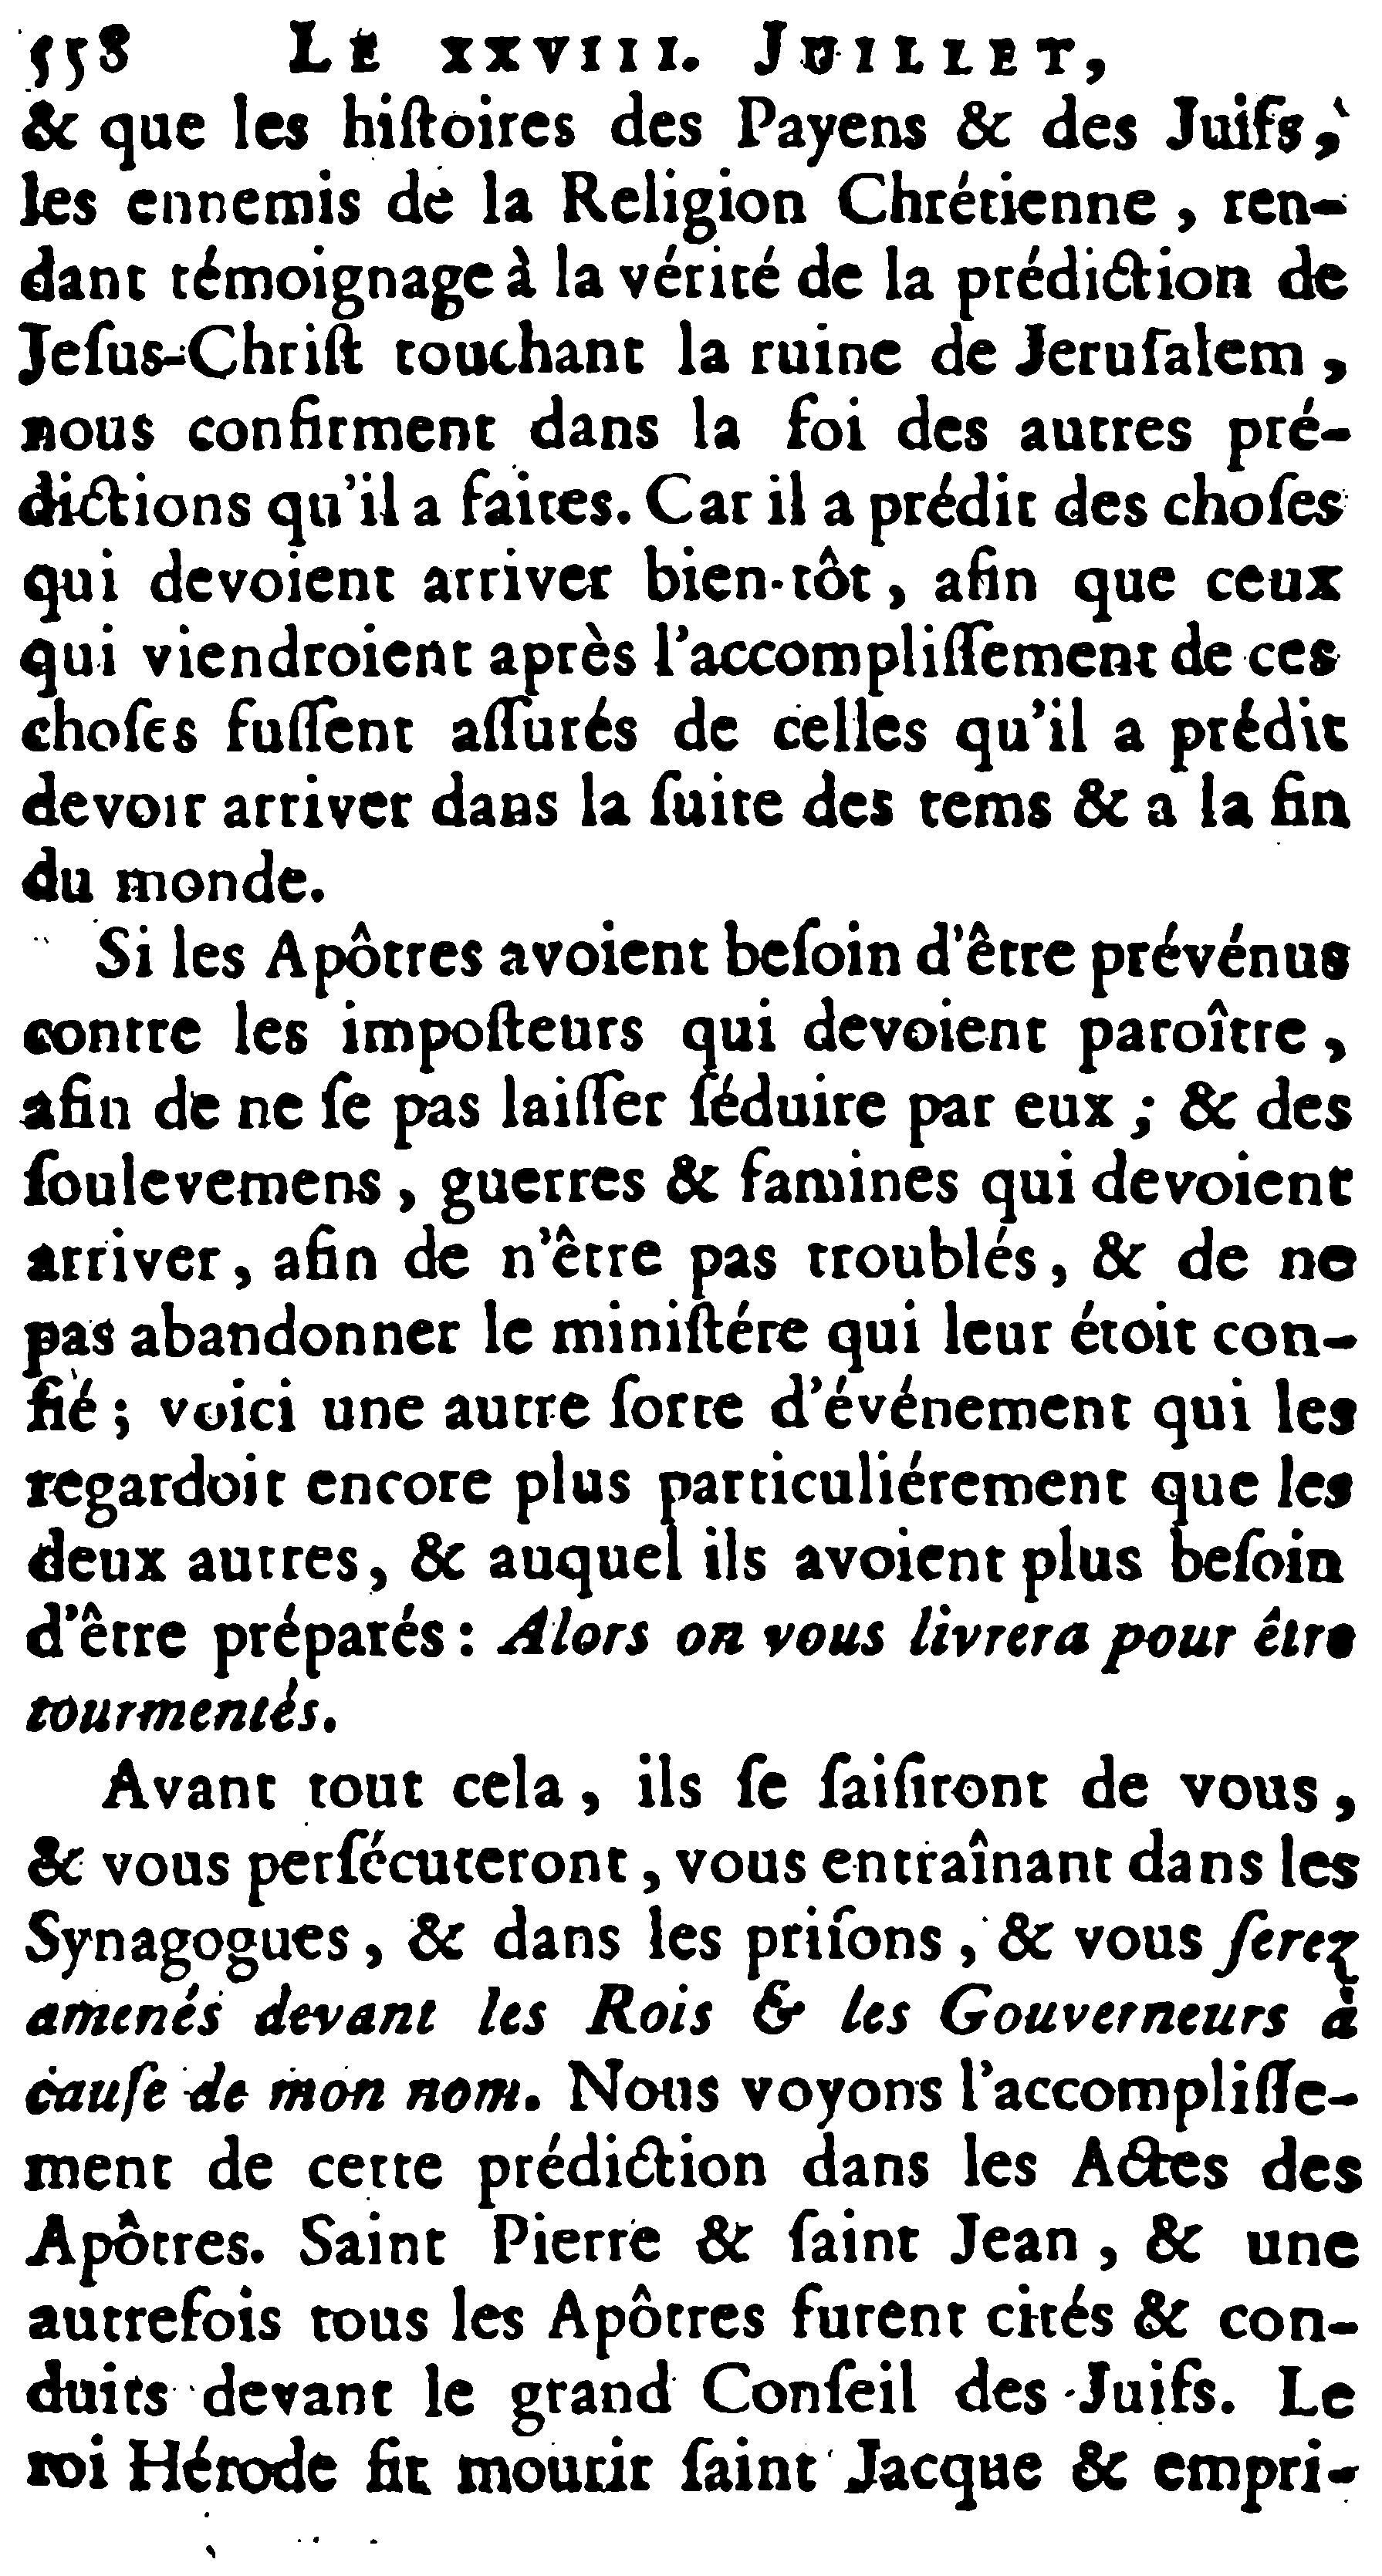 558 LE XXVIII. JUILLET,
& que les hiſtoires des Payens & des Juifs,
les ennemis de la Religion Chrétienne, ren-
dant témoignage à la vérité de la prédiction de
Jeſus-Chriſt touchant la ruine de Jeruſalem,
nous confirment dans la foi des autres pré-
dictions qu'il a faites. Car il a prédit des choſes
qui devoient arriver bien-tôt, afin que ceux
qui viendroient après l'accompliſſement de ces
choſes fuſſent aſſurés de celles qu'il a prédit
devoir arriver dans la ſuite des tems & a la fin
du monde.
Si les Apôtres avoient beſoin d'être prévénus
contre les impoſteurs qui devoient paroître,
afin de ne ſe pas laiſſer ſéduire par eux ; & des
ſoulevemens, guerres & famines qui devoient
arriver, afin de n'être pas troublés, & de ne
pas abandonner le miniſtére qui leur étoit con-
fié ; voici une autre ſorte d'événement qui les
regardoit encore plus particuliérement que les
deux autres, & auquel ils avoient plus beſoin
d'être préparés : Alors on vous livrera pour être
tourmentés.
Avant tout cela, ils ſe ſaiſiront de vous,
& vous perſécuteront, vous entraînant dans les
Synagogues, & dans les priſons, & vous ſerez
amenés devant les Rois & les Gouverneurs à
cauſe de mon nom. Nous voyons l'accompliſſe-
ment de cette prédiction dans les Actes des
Apôtres. Saint Pierre & ſaint Jean, & une
autrefois tous les Apôtres furent cités & con-
duits devant le grand Conſeil des Juifs. Le
roi Hérode fit mourir ſaint Jacque & empri-